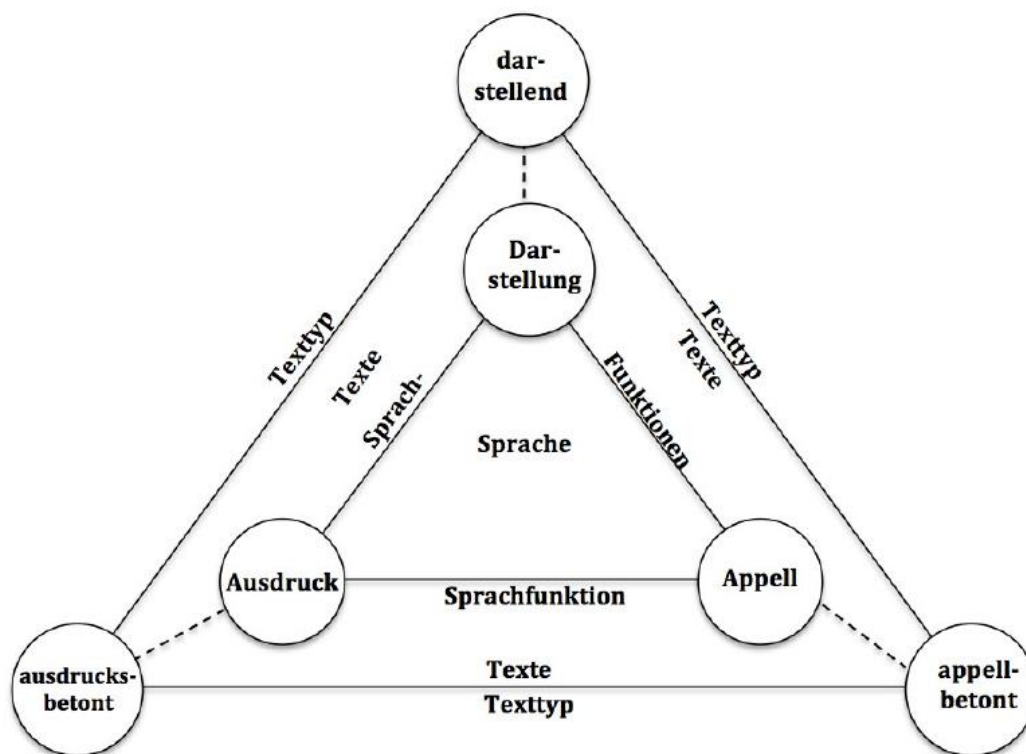 dar-
stellend
Dar-
stellung
Texttyp
Texte
Sprach-
Funktionen
Texte
Texttyp
Sprache
Ausdruck
Appell
Sprachfunktion
ausdrucks-
betont
Texte
Texttyp
appell-
betont